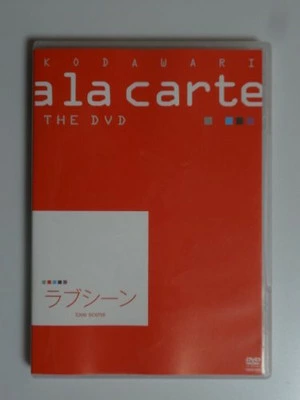 KODAWARI
a la carte
THE DVD
ラブシーン
love scene
DVD